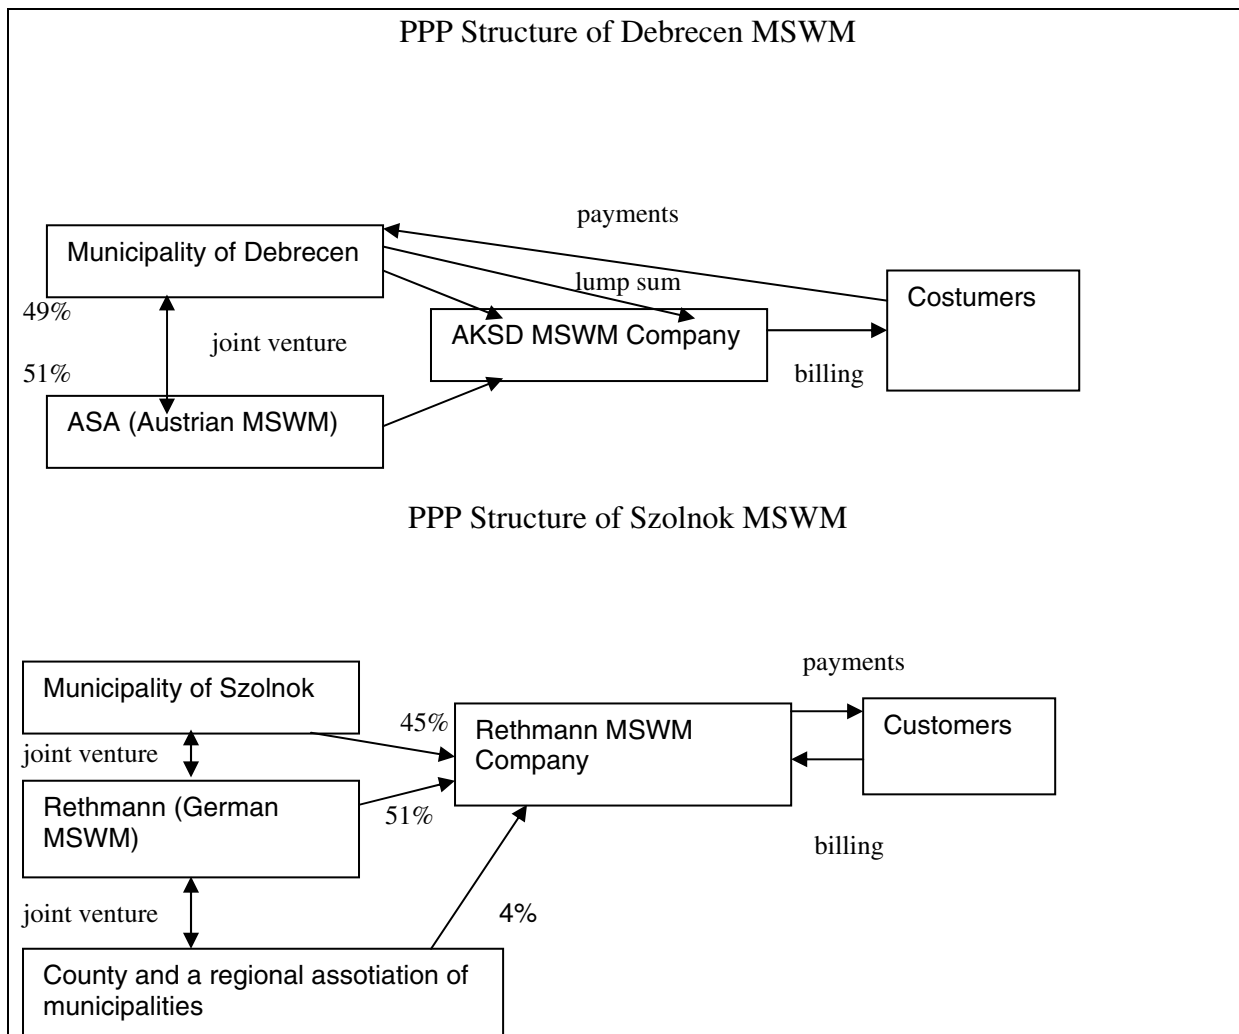 PPP Structure of Debrecen MSWM
payments
Municipality of Debrecen
lump sum
Costumers
49%
joint venture
AKSD MSWM Company
51%
billing
ASA (Austrian MSWM)
PPP Structure of Szolnok MSWM
payments
Municipality of Szolnok
45%
Rethmann MSWM
Company
Customers
joint venture
Rethmann (German
MSWM)
51%
billing
joint venture
4%
County and a regional assotiation of
municipalities